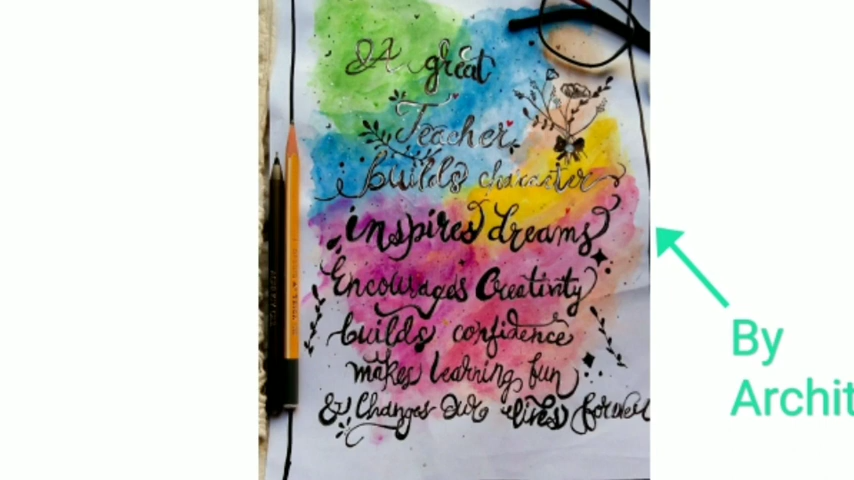 A great
Teacher
builds character
inspires dreams
Encourages Creativity
builds confidence
makes learning fun
& Changes our lives forever
By
Archit